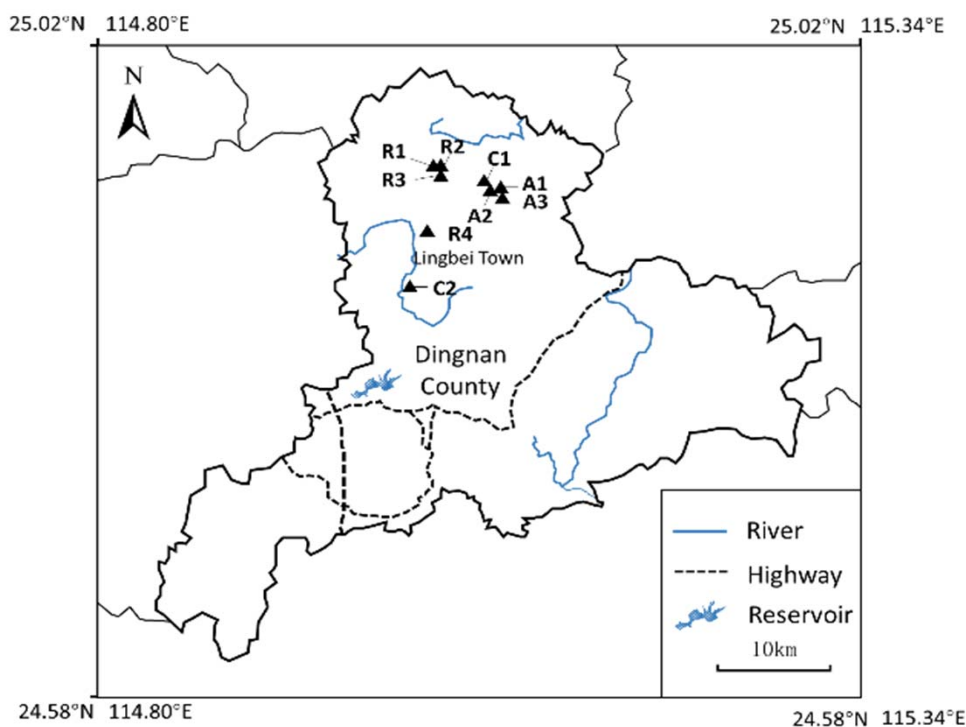 25.02°N 114.80°E
25.02°N 115.34°E
N
R1
R2
C1
R3
A1
A3
A2
R4
Lingbei Town
C2
Dingnan
County
River
Highway
Reservoir
10km
24.58°N 114.80°E
24.58°N 115.34°E